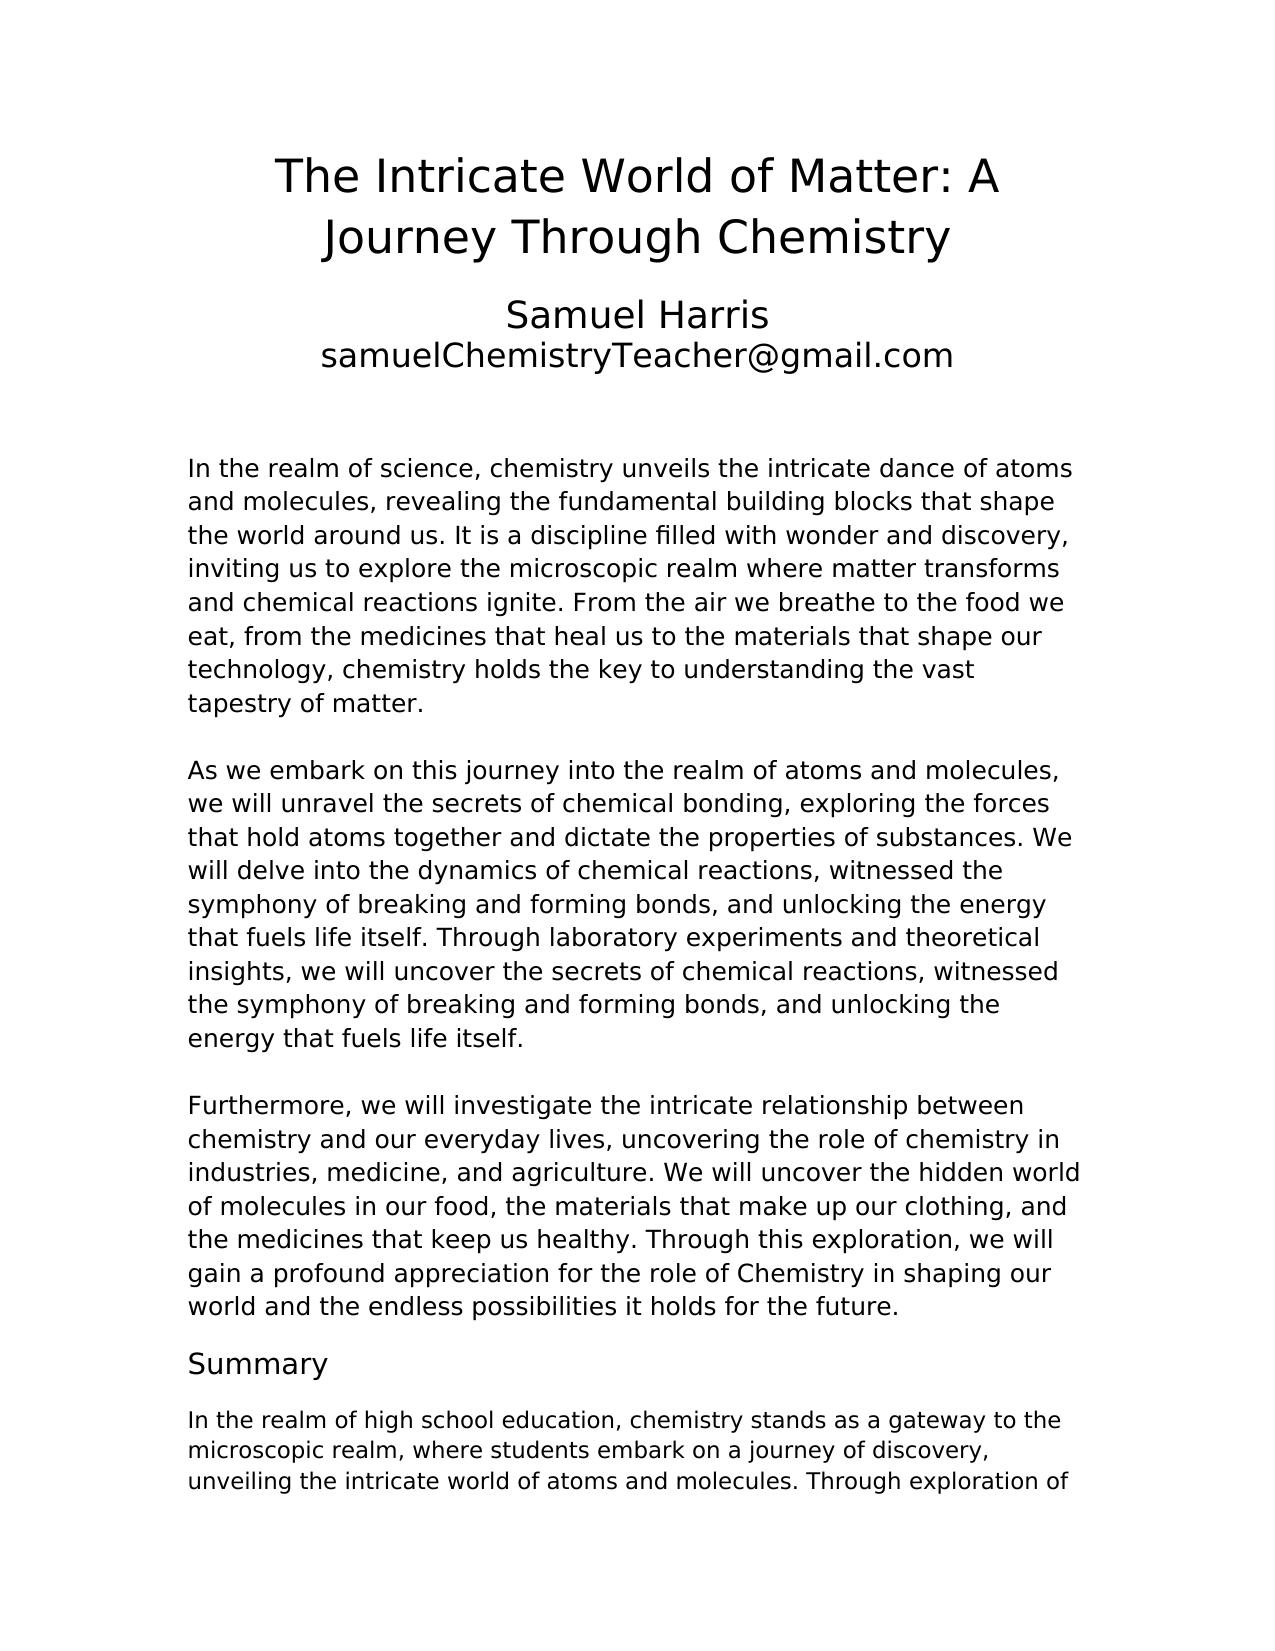 The Intricate World of Matter: A
Journey Through Chemistry
Samuel Harris
samuelChemistryTeacher@gmail.com
In the realm of science, chemistry unveils the intricate dance of atoms
and molecules, revealing the fundamental building blocks that shape
the world around us. It is a discipline filled with wonder and discovery,
inviting us to explore the microscopic realm where matter transforms
and chemical reactions ignite. From the air we breathe to the food we
eat, from the medicines that heal us to the materials that shape our
technology, chemistry holds the key to understanding the vast
tapestry of matter.
As we embark on this journey into the realm of atoms and molecules,
we will unravel the secrets of chemical bonding, exploring the forces
that hold atoms together and dictate the properties of substances. We
will delve into the dynamics of chemical reactions, witnessed the
symphony of breaking and forming bonds, and unlocking the energy
that fuels life itself. Through laboratory experiments and theoretical
insights, we will uncover the secrets of chemical reactions, witnessed
the symphony of breaking and forming bonds, and unlocking the
energy that fuels life itself.
Furthermore, we will investigate the intricate relationship between
chemistry and our everyday lives, uncovering the role of chemistry in
industries, medicine, and agriculture. We will uncover the hidden world
of molecules in our food, the materials that make up our clothing, and
the medicines that keep us healthy. Through this exploration, we will
gain a profound appreciation for the role of Chemistry in shaping our
world and the endless possibilities it holds for the future.
Summary
In the realm of high school education, chemistry stands as a gateway to the
microscopic realm, where students embark on a journey of discovery,
unveiling the intricate world of atoms and molecules. Through exploration of